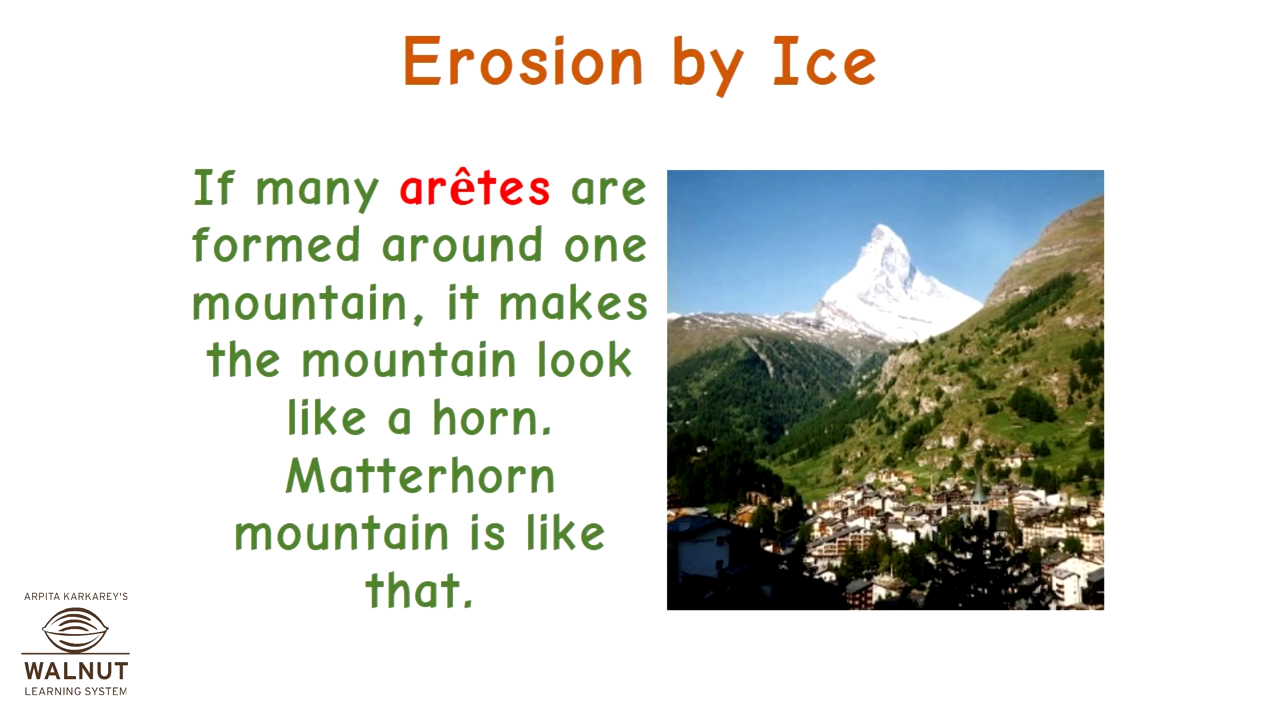 Erosion by Ice
If many arêtes are
formed around one
mountain, it makes
the mountain look
like a horn.
Matterhorn
mountain is like
that.
ARPITA KARKAREY'S
WALNUT
LEARNING SYSTEM